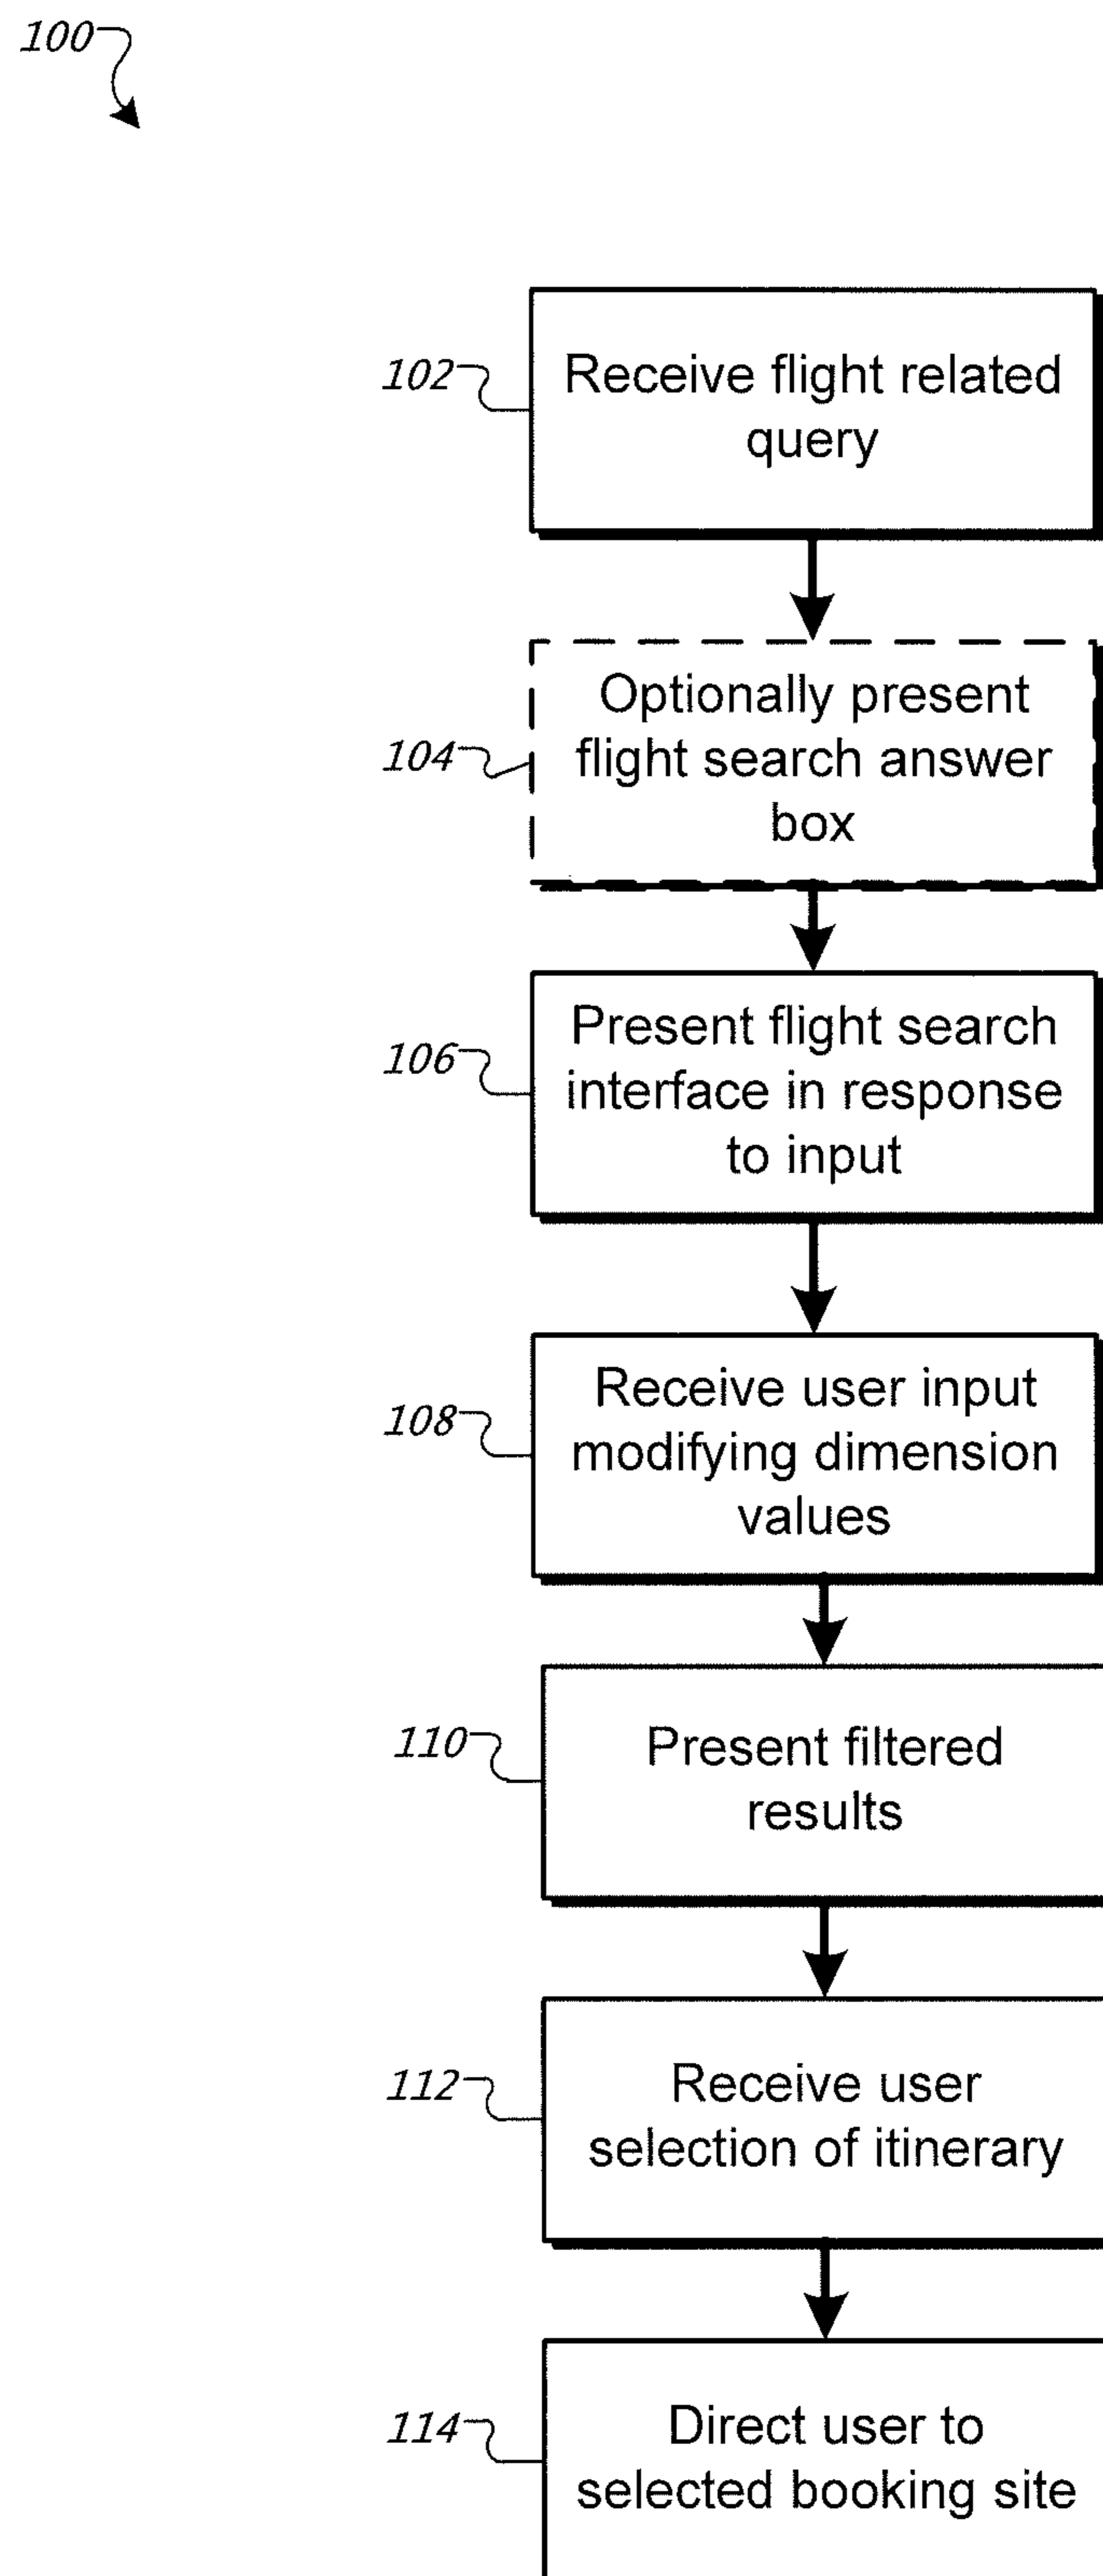 100
102
Receive flight related
query
104
Optionally present
flight search answer
box
106
Present flight search
interface in response
to input
108
Receive user input
modifying dimension
values
110
Present filtered
results
112
Receive user
selection of itinerary
114
Direct user to
selected booking site